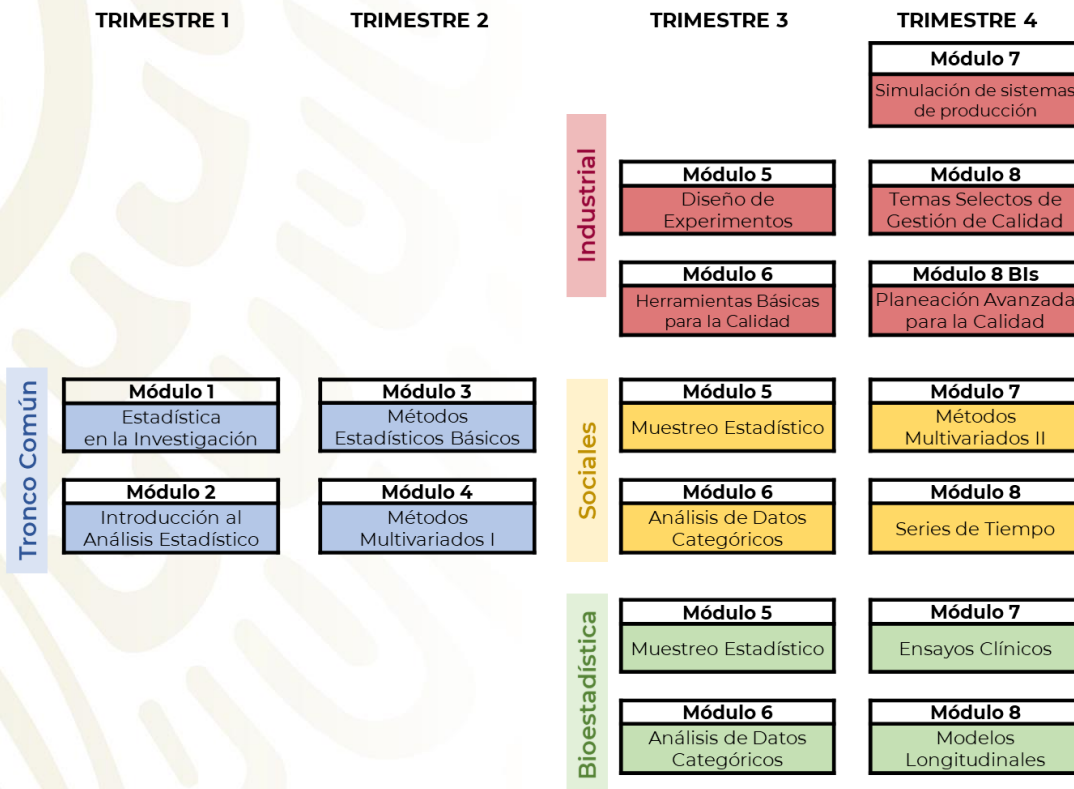 TRIMESTRE 1
TRIMESTRE 2
TRIMESTRE 3
TRIMESTRE 4
Industrial
Módulo 7
Simulación de sistemas
de producción
Módulo 5
Diseño de
Experimentos
Módulo 8
Temas Selectos de
Gestión de Calidad
Módulo 6
Herramientas Básicas
para la Calidad
Módulo 8 BIs
Planeación Avanzada
para la Calidad
Tronco Común
Módulo 1
Estadística
en la Investigación
Módulo 3
Métodos
Estadísticos Básicos
Módulo 2
Introducción al
Análisis Estadístico
Módulo 4
Métodos
Multivariados I
Sociales
Módulo 5
Muestreo Estadístico
Módulo 7
Métodos
Multivariados II
Módulo 6
Análisis de Datos
Categóricos
Módulo 8
Series de Tiempo
Bioestadística
Módulo 5
Muestreo Estadístico
Módulo 7
Ensayos Clínicos
Módulo 6
Análisis de Datos
Categóricos
Módulo 8
Modelos
Longitudinales